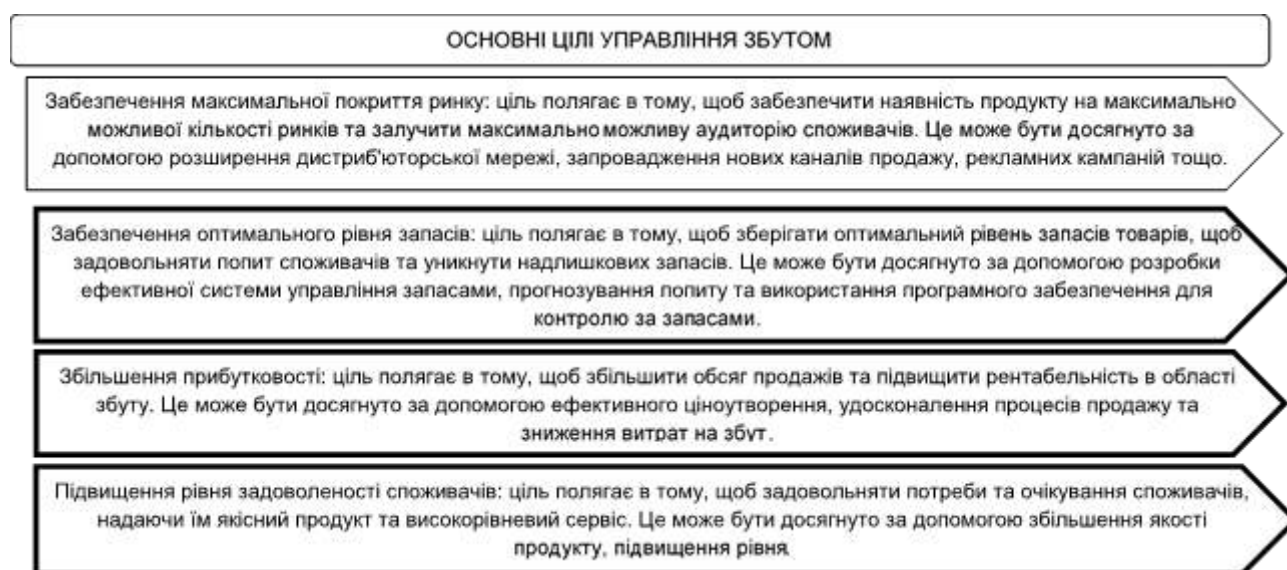 ОСНОВНІ ЦІЛІ УПРАВЛІННЯ ЗБУТОМ
Забезпечення максимальної покриття ринку: ціль полягає в тому, щоб забезпечити наявність продукту на максимально
можливої кількості ринків та залучити максимально можливу аудиторію споживачів. Це може бути досягнуто за
допомогою розширення дистриб'юторської мережі, запровадження нових каналів продажу, рекламних кампаній тощо.
Забезпечення оптимального рівня запасів: ціль полягає в тому, щоб зберігати оптимальний рівень запасів товарів, щоб
задовольняти попит споживачів та уникнути надлишкових запасів. Це може бути досягнуто за допомогою розробки
ефективної системи управління запасами, прогнозування попиту та використання програмного забезпечення для
контролю за запасами.
Збільшення прибутковості: ціль полягає в тому, щоб збільшити обсяг продажів та підвищити рентабельність в області
збуту. Це може бути досягнуто за допомогою ефективного ціноутворення, удосконалення процесів продажу та
зниження витрат на збут.
Підвищення рівня задоволеності споживачів: ціль полягає в тому, щоб задовольняти потреби та очікування споживачів,
надаючи їм якісний продукт та високорівневий сервіс. Це може бути досягнуто за допомогою збільшення якості
продукту, підвищення рівня